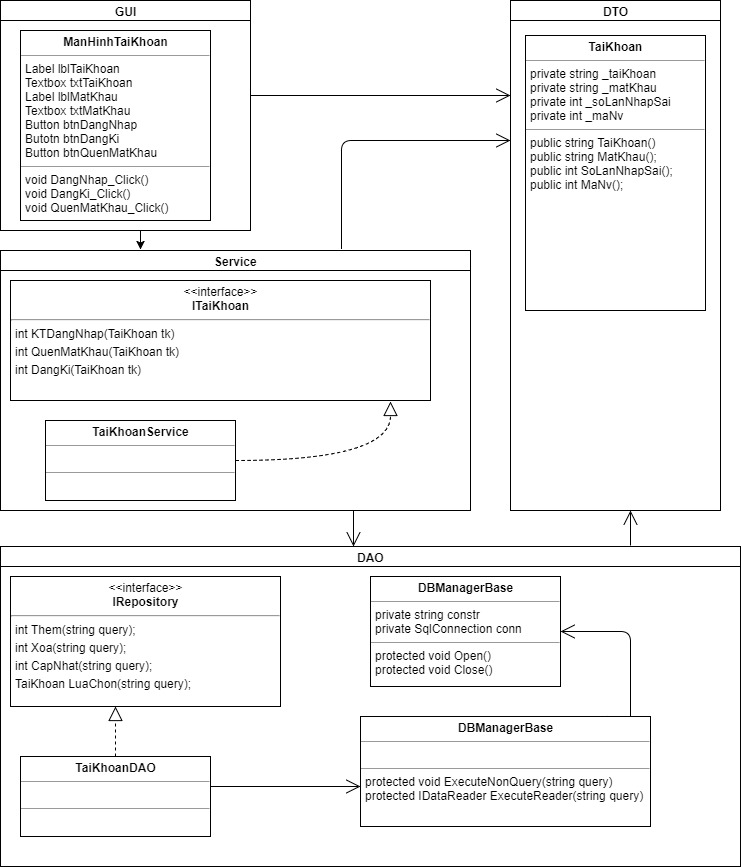 GUI
ManHinhTaiKhoan
Label lblTaiKhoan
Textbox txtTaiKhoan
Label lblMatKhau
Textbox txtMatKhau
Button btnDangNhap
Butotn btnDangKi
Button btnQuenMatKhau
void DangNhap_Click()
void DangKi_Click()
void QuenMatKhau_Click()
DTO
TaiKhoan
private string _taiKhoan
private string _matKhau
private int _soLanNhapSai
private int _maNv
public string TaiKhoan()
public string MatKhau();
public int SoLanNhapSai();
public int MaNv();
Service
<<interface>>
ITaiKhoan
int KTDangNhap(TaiKhoan tk)
int QuenMatKhau(TaiKhoan tk)
int DangKi(TaiKhoan tk)
TaiKhoanService
DAO
<<interface>>
IRepository
int Them(string query);
int Xoa(string query);
int CapNhat(string query);
TaiKhoan LuaChon(string query);
TaiKhoanDAO
DBManagerBase
private string constr
private SqlConnection conn
protected void Open()
protected void Close()
DBManagerBase
protected void ExecuteNonQuery(string query)
protected IDataReader ExecuteReader(string query)